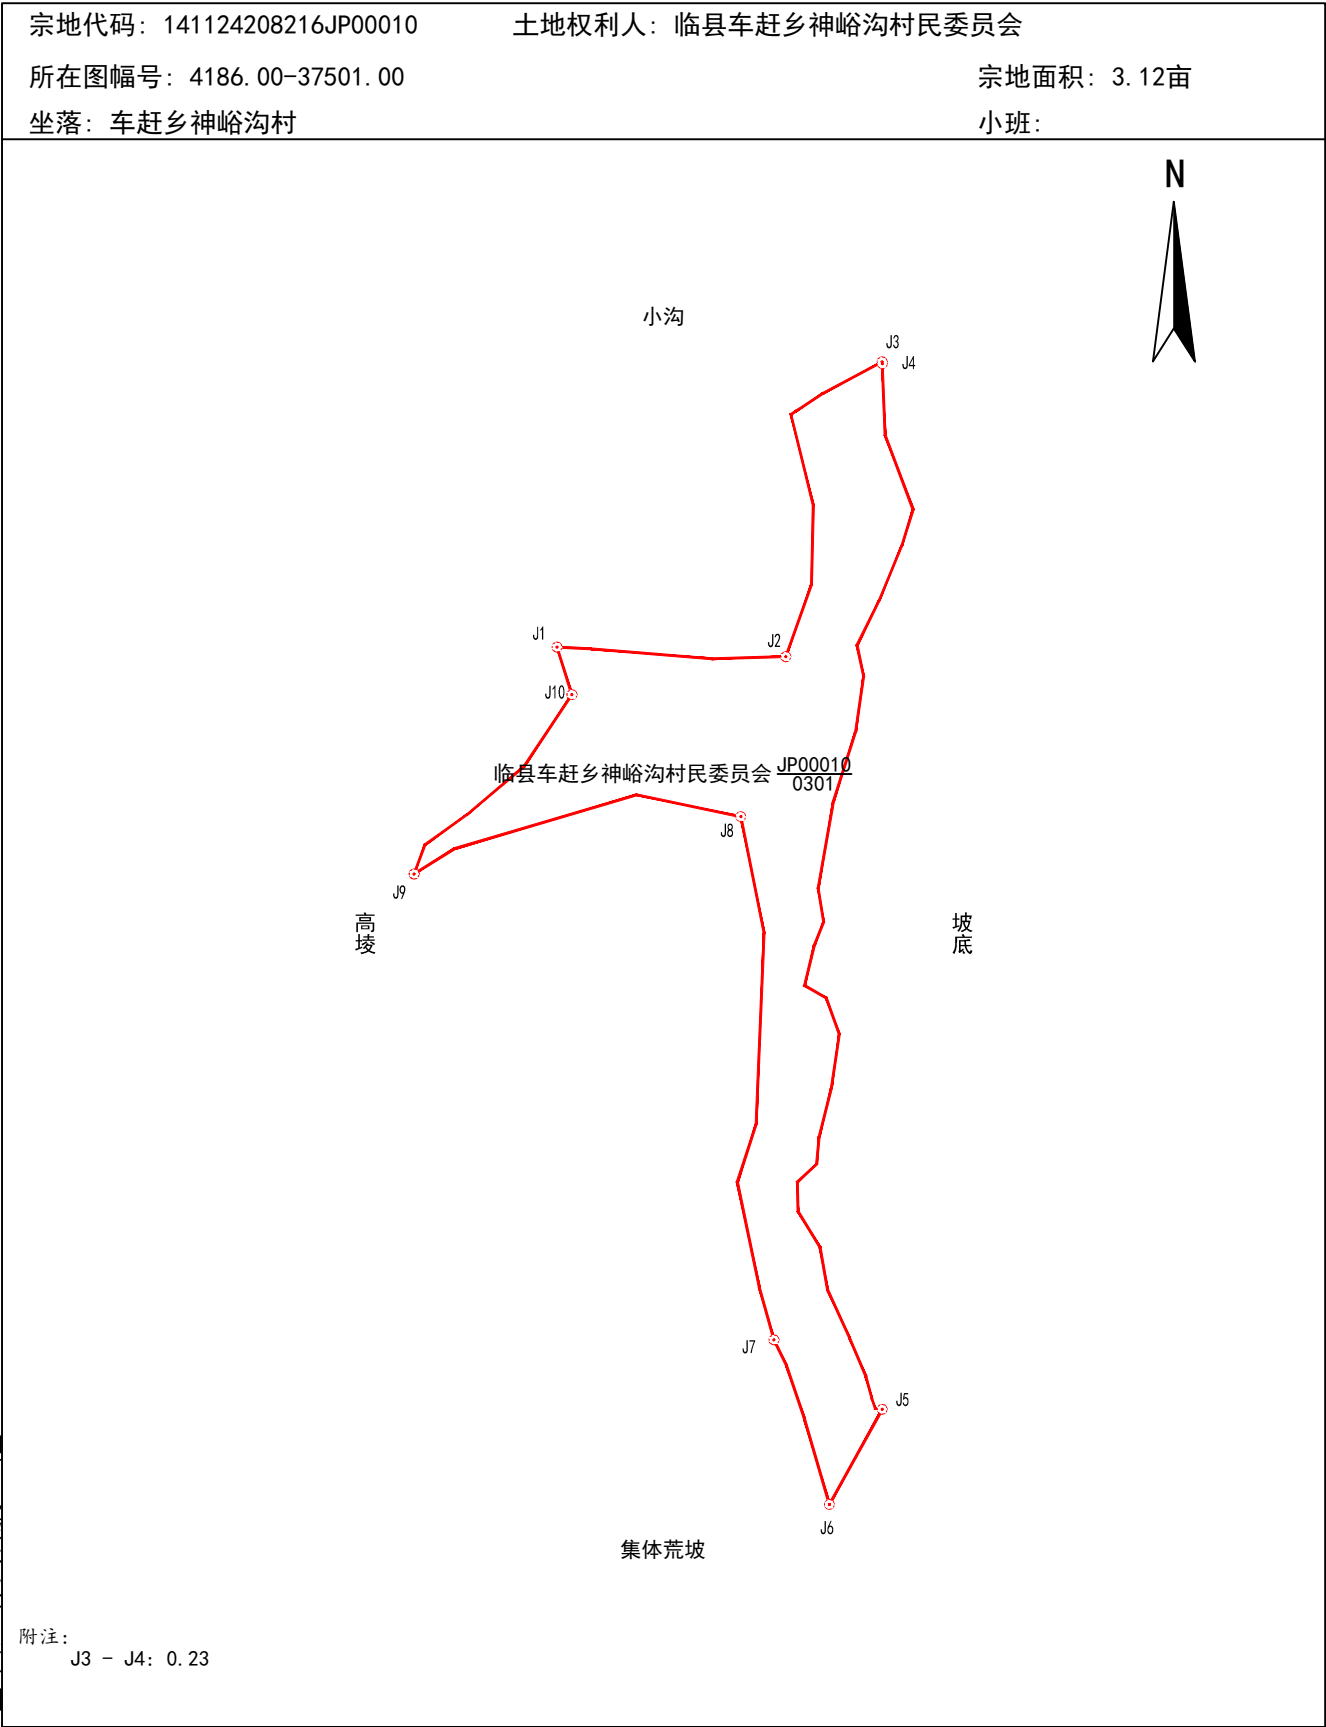 宗地代码: 141124208216JP00010 土地权利人: 临县车赶乡神峪沟村民委员会
所在图幅号: 4186.00-37501.00 宗地面积: 3.12亩
坐落: 车赶乡神峪沟村 小班:
N
小沟
J3
J4
J1
J2
J10
临县车赶乡神峪沟村民委员会 JP00010
0301
J8
J9
高堎
坡底
J7
J5
J6
集体荒坡
附注:
J3 - J4: 0.23